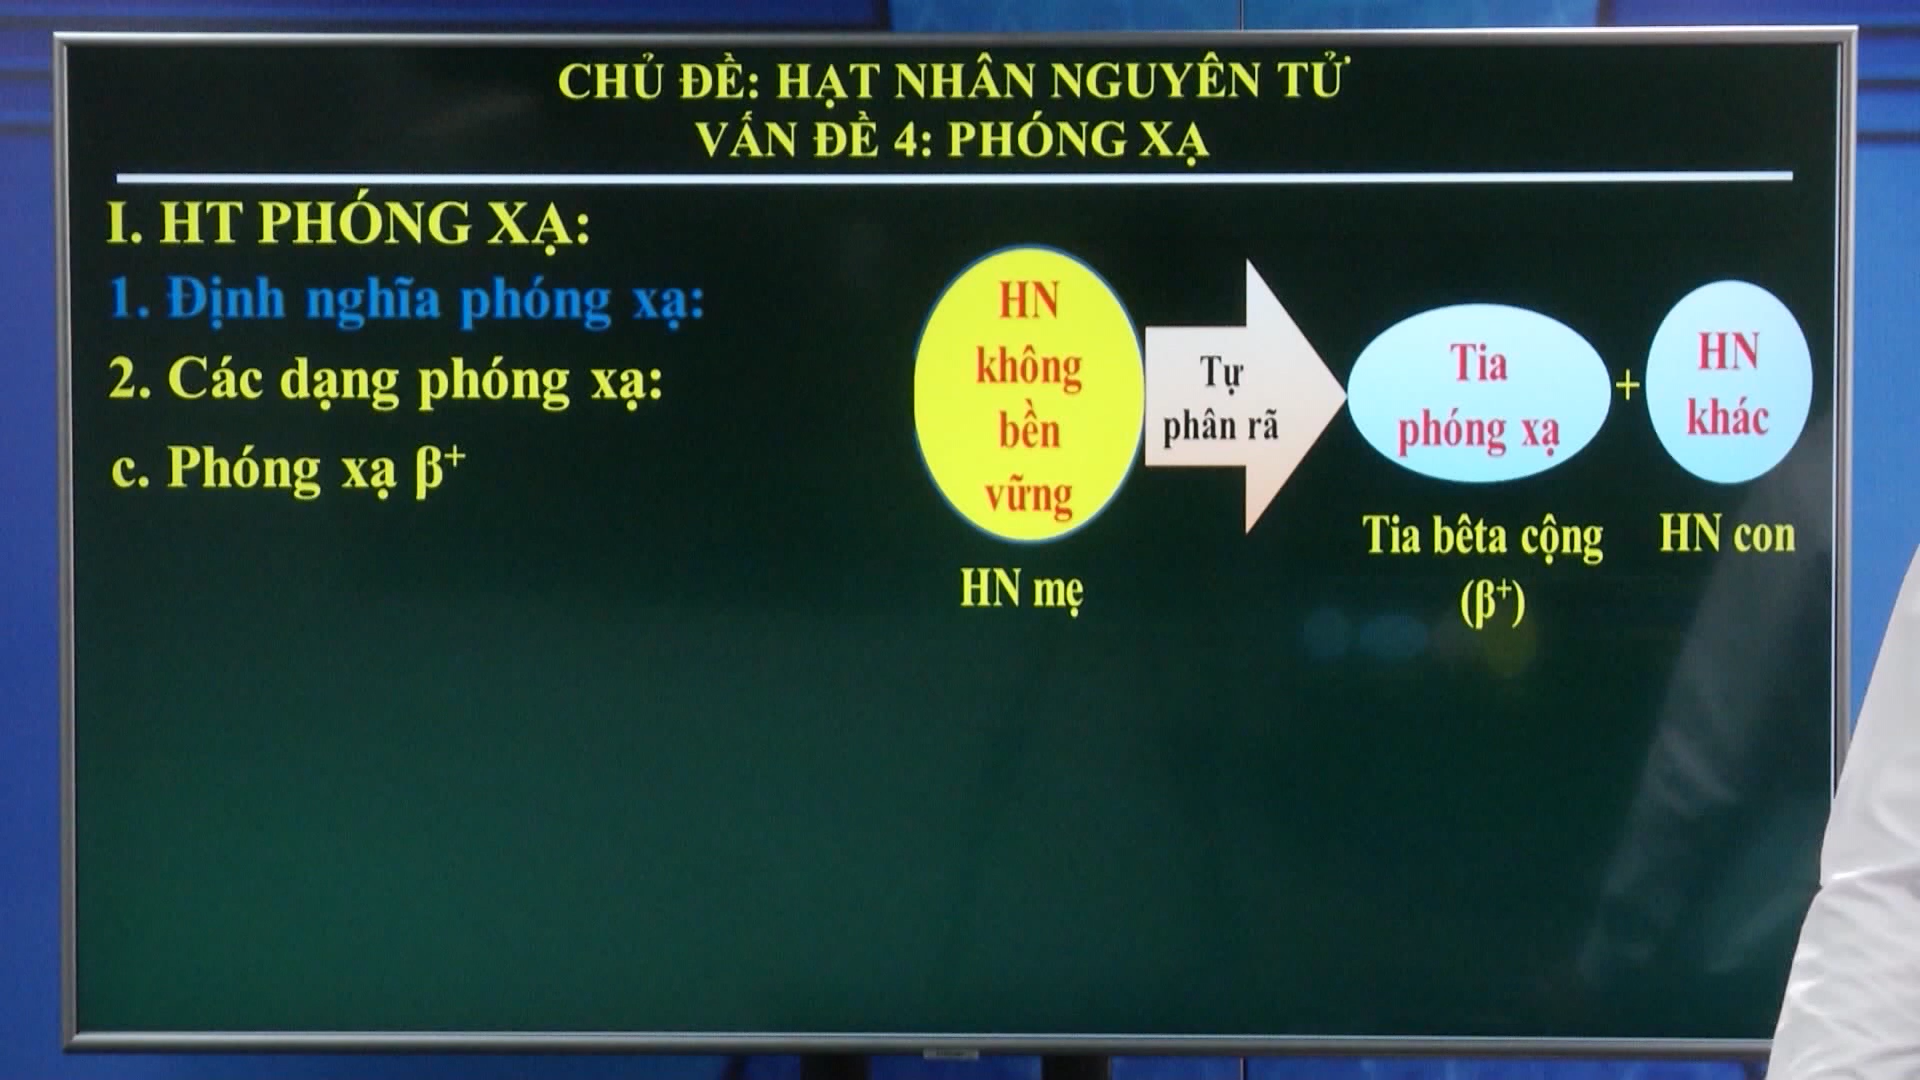 CHỦ ĐỀ: HẠT NHÂN NGUYÊN TỬ
VẤN ĐỀ 4: PHÓNG XẠ
I. HT PHÓNG XẠ:
1. Định nghĩa phóng xạ:
2. Các dạng phóng xạ:
c. Phóng xạ β⁺
HN
không
bền
vững
HN mẹ
Tự
phân rã
Tia
phóng xạ
+
HN
khác
Tia bêta cộng
(β⁺)
HN con